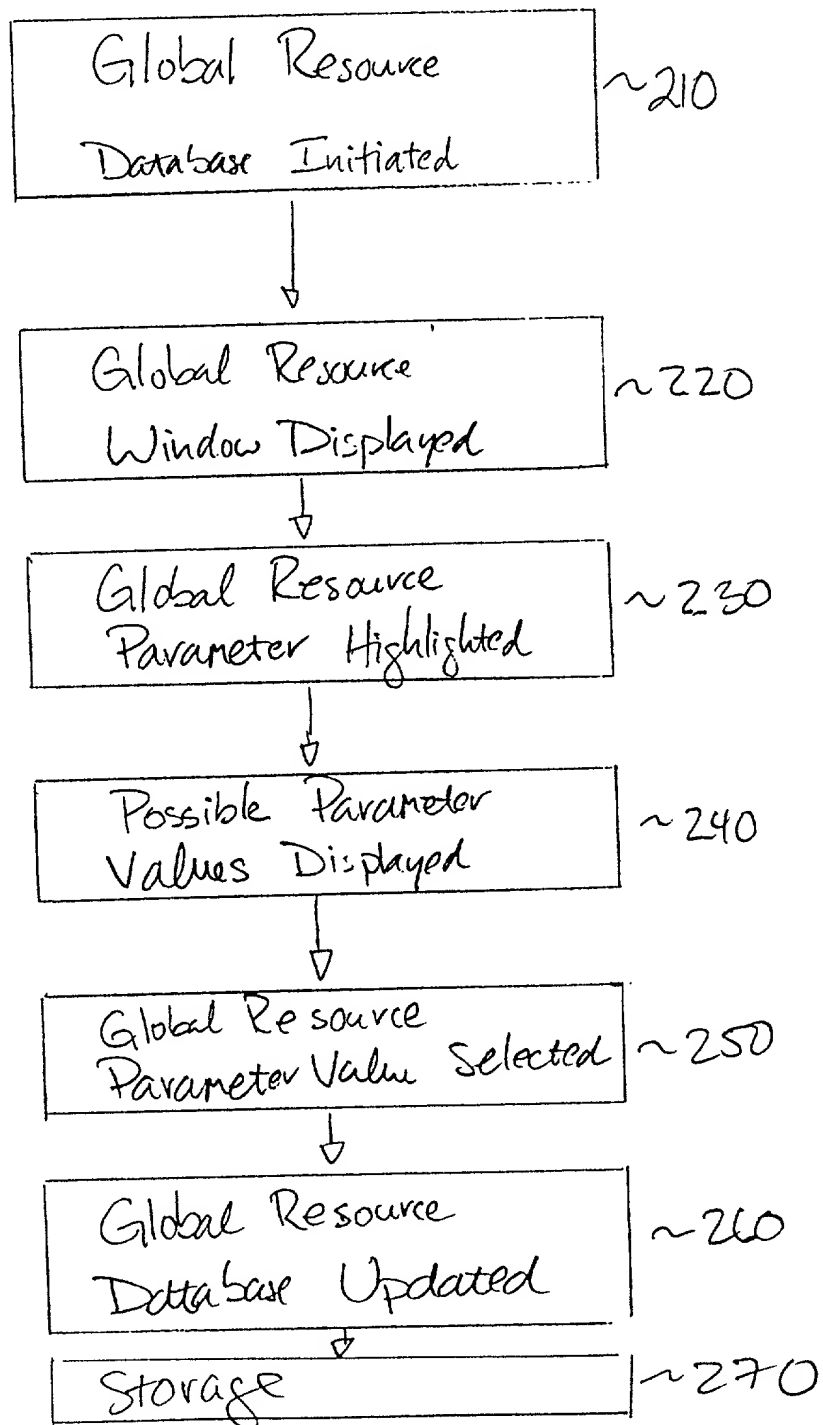 Global Resource
~210
Database Initiated
Global Resource
~220
Window Displayed
Global Resource
~230
Parameter Highlighted
Possible Parameter
~240
Values Displayed
Global Resource
Parameter Value Selected ~250
Global Resource
~260
Database Updated
Storage ~270